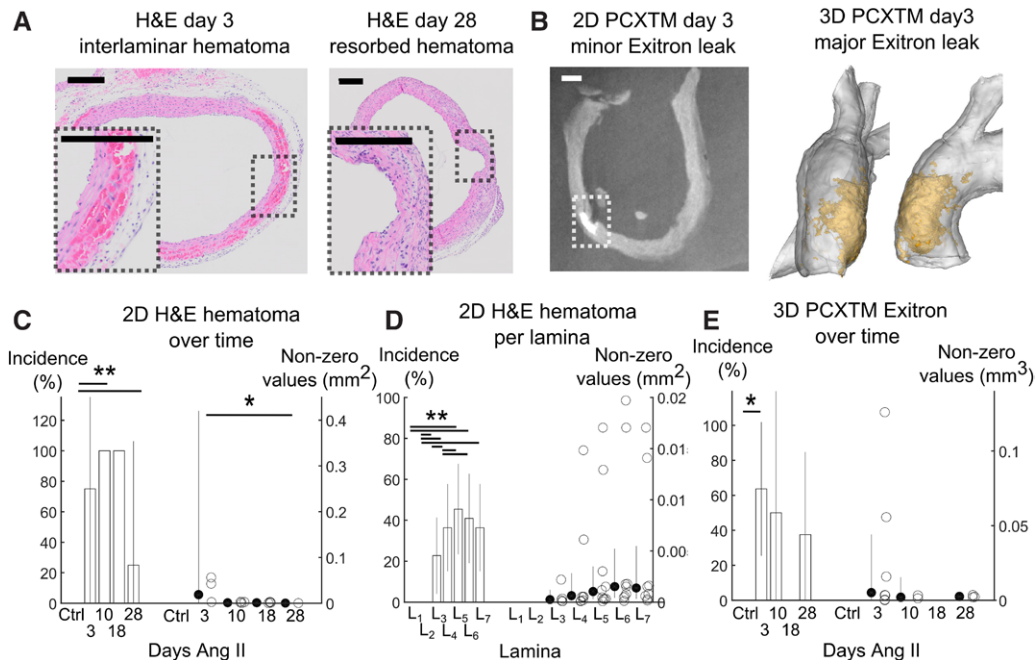 A
H&E day 3
interlaminar hematoma
H&E day 28
resorbed hematoma
B
2D PCXTM day 3
minor Exitron leak
3D PCXTM day3
major Exitron leak
C
2D H&E hematoma
over time
Incidence
(%)
Non-zero
values (mm2)
**
*
120
100
80
60
40
20
0
0.4
0.3
0.2
0.1
0
Ctrl
3
10
18
28
Ctrl
3
10
18
28
Days Ang II
D
2D H&E hematoma
per lamina
Incidence
(%)
Non-zero
values (mm2)
**
100
80
60
40
20
0
0.02
0.01
0.01
0.00
0
L1
L2
L3
L4
L5
L6
L7
L1
L2
L3
L4
L5
L6
L7
Lamina
E
3D PCXTM Exitron
over time
Incidence
(%)
Non-zero
values (mm3)
*
100
80
60
40
20
0
0.1
0.05
0
Ctrl
3
10
18
28
Ctrl
3
10
18
28
Days Ang II